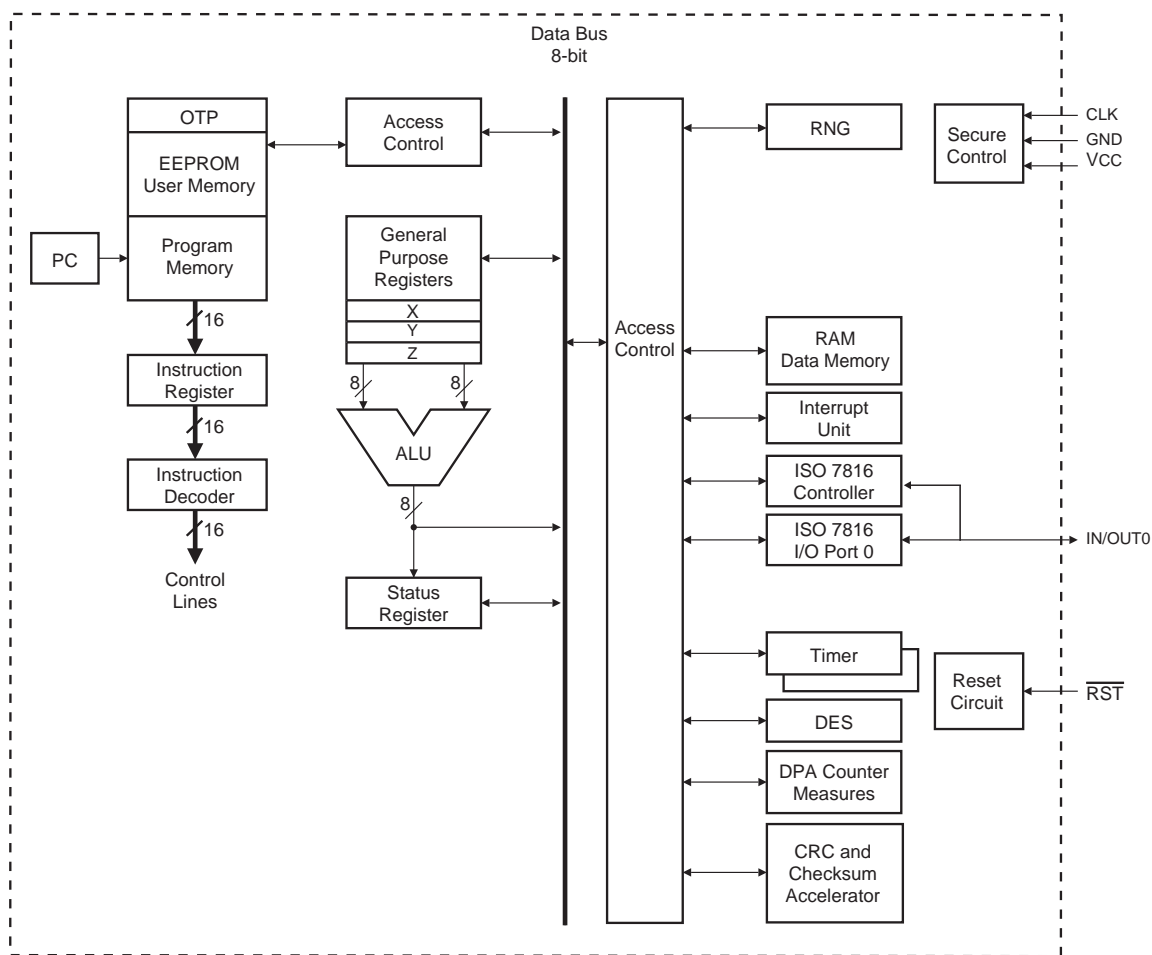 Data Bus
8-bit
OTP
EEPROM
User Memory
Program
Memory
PC
16
Instruction
Register
16
Instruction
Decoder
16
Control
Lines
Access
Control
General
Purpose
Registers
X
Y
Z
8
8
ALU
8
Status
Register
Access
Control
RNG
RAM
Data Memory
Interrupt
Unit
ISO 7816
Controller
ISO 7816
I/O Port 0
Timer
DES
DPA Counter
Measures
CRC and
Checksum
Accelerator
Secure
Control
CLK
GND
VCC
IN/OUT0
Reset
Circuit
RST